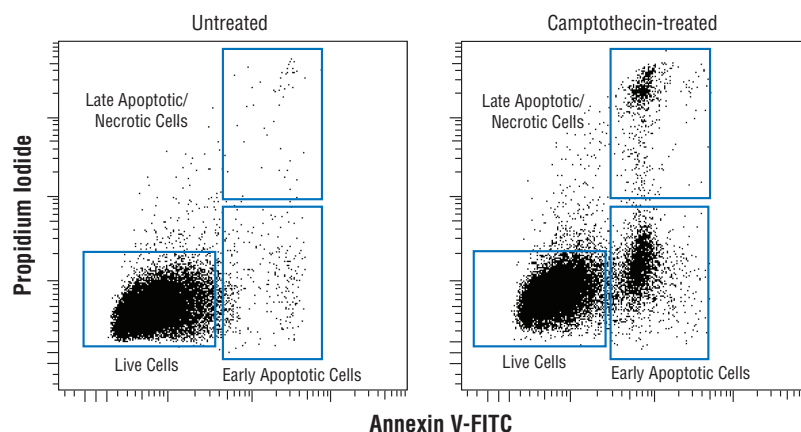 Untreated
Late Apoptotic/
Necrotic Cells
Live Cells
Early Apoptotic Cells
Camptothecin-treated
Late Apoptotic/
Necrotic Cells
Live Cells
Early Apoptotic Cells
Propidium Iodide
Annexin V-FITC